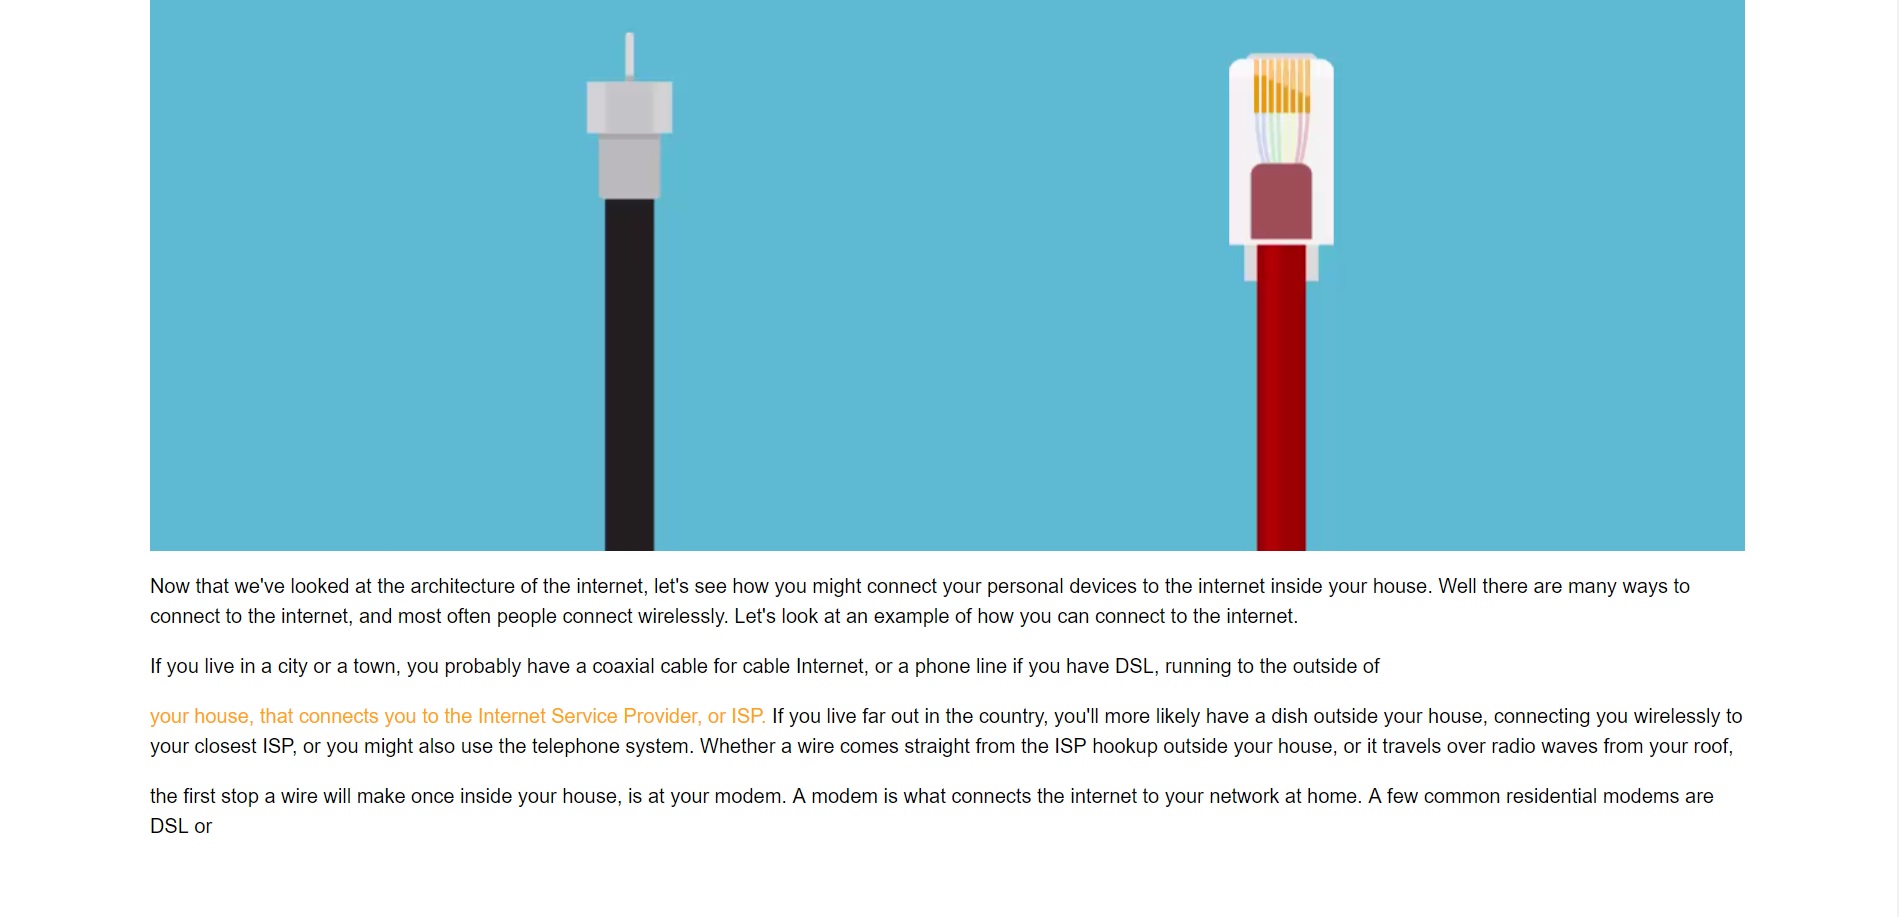 Now that we've looked at the architecture of the internet, let's see how you might connect your personal devices to the internet inside your house. Well there are many ways to
connect to the internet, and most often people connect wirelessly. Let's look at an example of how you can connect to the internet.
If you live in a city or a town, you probably have a coaxial cable for cable Internet, or a phone line if you have DSL, running to the outside of
your house, that connects you to the Internet Service Provider, or ISP. If you live far out in the country, you'll more likely have a dish outside your house, connecting you wirelessly to
your closest ISP, or you might also use the telephone system. Whether a wire comes straight from the ISP hookup outside your house, or it travels over radio waves from your roof,
the first stop a wire will make once inside your house, is at your modem. A modem is what connects the internet to your network at home. A few common residential modems are
DSL or